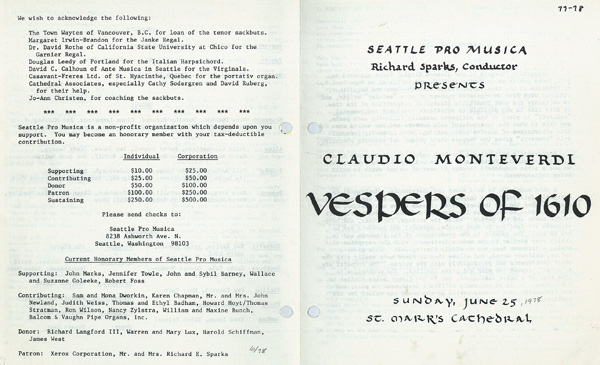 We wish to acknowledge the following:
The Town Waytes of Vancouver, B.C. for loan of the tenor sackbuts.
Margaret Irwin-Brandon for the Janke Regal.
Dr. David Rothe of California State University at Chico for the
Garnier Regal.
Douglas Leedy of Portland for the Italian Harpsichord.
David C. Calhoun of Ante Musica in Seattle for the Virginals.
Casavant-Freres Ltd. of St. Hyacinthe, Quebec for the portativ organ.
Cathedral Associates, especially Cathy Sodergren and David Ruberg,
for their help.
Jo-Ann Christen, for coaching the sackbuts.
*** *** *** *** *** *** *** *** *** ***
Seattle Pro Musica is a non-profit organization which depends upon you
support. You may become an honorary member with your tax-deductible
contribution.
Individual Corporation
Supporting $10.00 $25.00
Contributing $25.00 $50.00
Donor $50.00 $100.00
Patron $100.00 $250.00
Sustaining $250.00 $500.00
Please send checks to:
Seattle Pro Musica
8238 Ashworth Ave. N.
Seattle, Washington 98103
Current Honorary Members of Seattle Pro Musica
Supporting: John Marks, Jennifer Towle, John and Sybil Barney, Wallace
and Suzanne Goleeke, Robert Foss
Contributing: Sam and Mona Dworkin, Karen Chapman, Mr. and Mrs. John
Newland, Judith Weiss, Thomas and Ethyl Badham, Howard Hoyt/Thomas
Stratman, Ron Wilson, Nancy Zylstra, William and Maxine Bunch,
Balcom & Vaughn Pipe Organs, Inc.
Donor: Richard Langford III, Warren and Mary Lux, Harold Schiffman,
James West
Patron: Xerox Corporation, Mr. and Mrs. Richard E. Sparks
6/78
77-78
SEATTLE PRO MUSICA
Richard Sparks, Conductor
PRESENTS
CLAUDIO MONTEVERDI
VESPERS OF 1610
SUNDAY, JUNE 25, 1978
ST. MARK'S CATHEDRAL